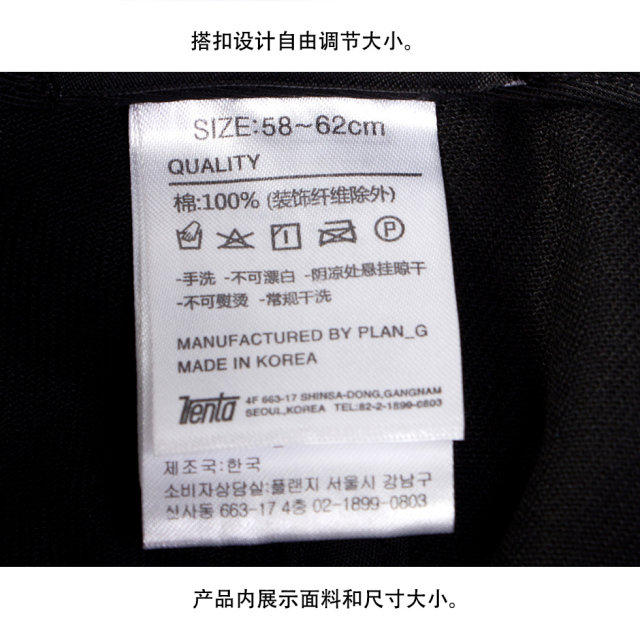 搭扣设计自由调节大小。
SIZE:58~62cm
QUALITY
棉:100% (装饰纤维除外)
-手洗 -不可漂白 -阴凉处悬挂晾干
-不可熨烫 -常规干洗
MANUFACTURED BY PLAN_G
MADE IN KOREA
Trenta 4F 663-17 SHINSA-DONG,GANGNAM
SEOUL,KOREA TEL:82-2-1899-0803
제조국:한국
소비자상담실:플랜지 서울시 강남구
신사동 663-17 4층 02-1899-0803
产品内展示面料和尺寸大小。